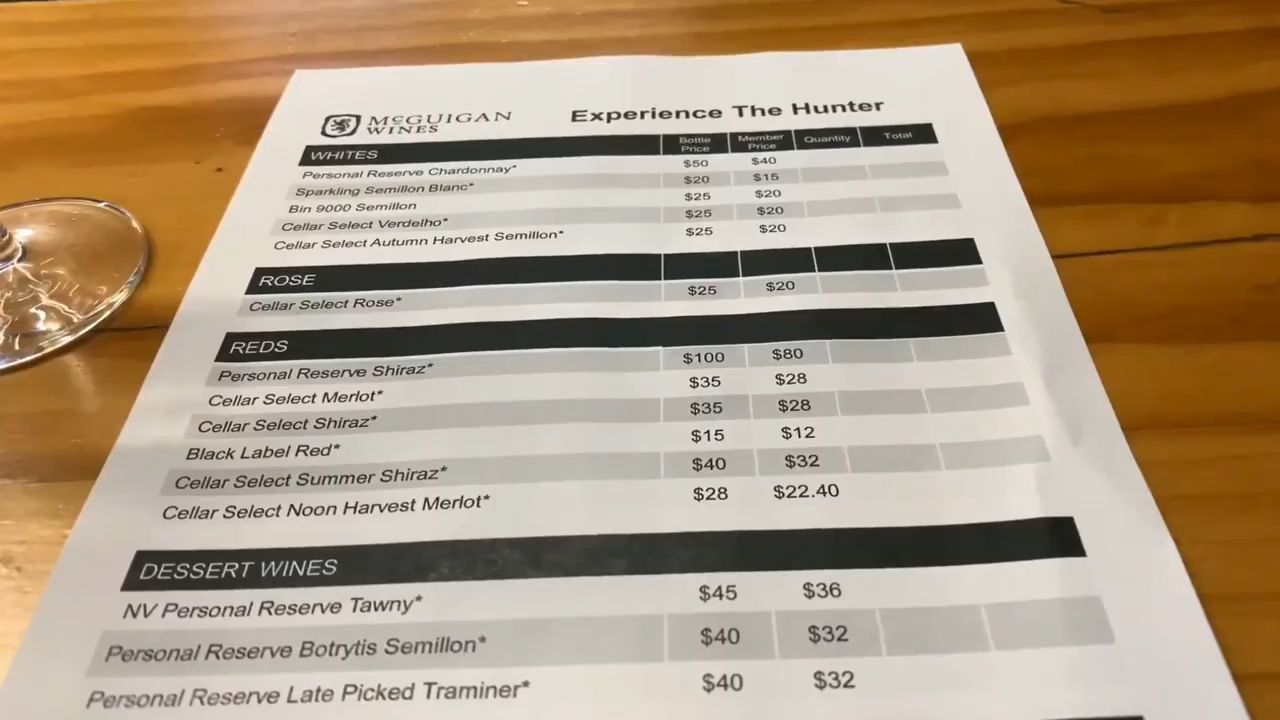 McGUIGAN WINES
Experience The Hunter
WHITES Bottle Price Member Price Quantity Total
Personal Reserve Chardonnay* $50 $40
Sparkling Semillon Blanc* $20 $15
Bin 9000 Semillon $25 $20
Cellar Select Verdelho* $25 $20
Cellar Select Autumn Harvest Semillon* $25 $20
ROSE
Cellar Select Rose* $25 $20
REDS
Personal Reserve Shiraz* $100 $80
Cellar Select Merlot* $35 $28
Cellar Select Shiraz* $35 $28
Black Label Red* $15 $12
Cellar Select Summer Shiraz* $40 $32
Cellar Select Noon Harvest Merlot* $28 $22.40
DESSERT WINES
NV Personal Reserve Tawny* $45 $36
Personal Reserve Botrytis Semillon* $40 $32
Personal Reserve Late Picked Traminer* $40 $32